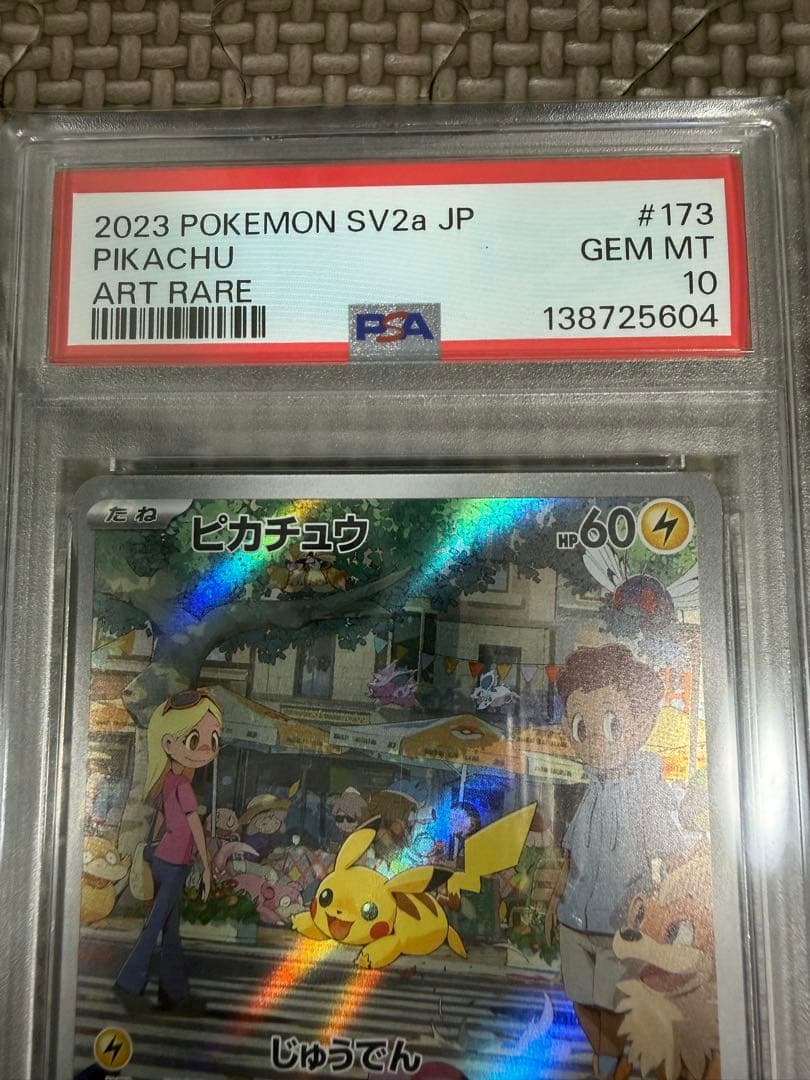 2023 POKEMON SV2a JP
#173
PIKACHU
GEM MT
ART RARE
10
PSA
138725604
たね
ピカチュウ
HP60
じゅうでん